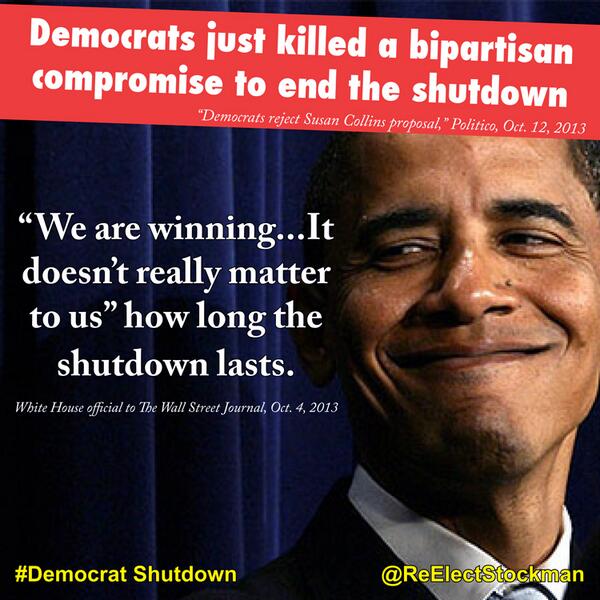 Democrats just killed a bipartisan
compromise to end the shutdown
“Democrats reject Susan Collins proposal,” Politico, Oct. 12, 2013
“We are winning...It
doesn’t really matter
to us” how long the
shutdown lasts.
White House official to The Wall Street Journal, Oct. 4, 2013
#Democrat Shutdown
@ReElectStockman